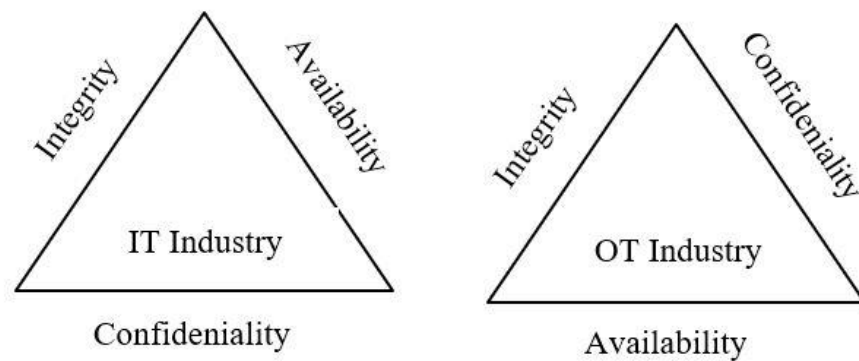 Integrity
Availability
IT Industry
Confideniality
Integrity
Confideniality
OT Industry
Availability